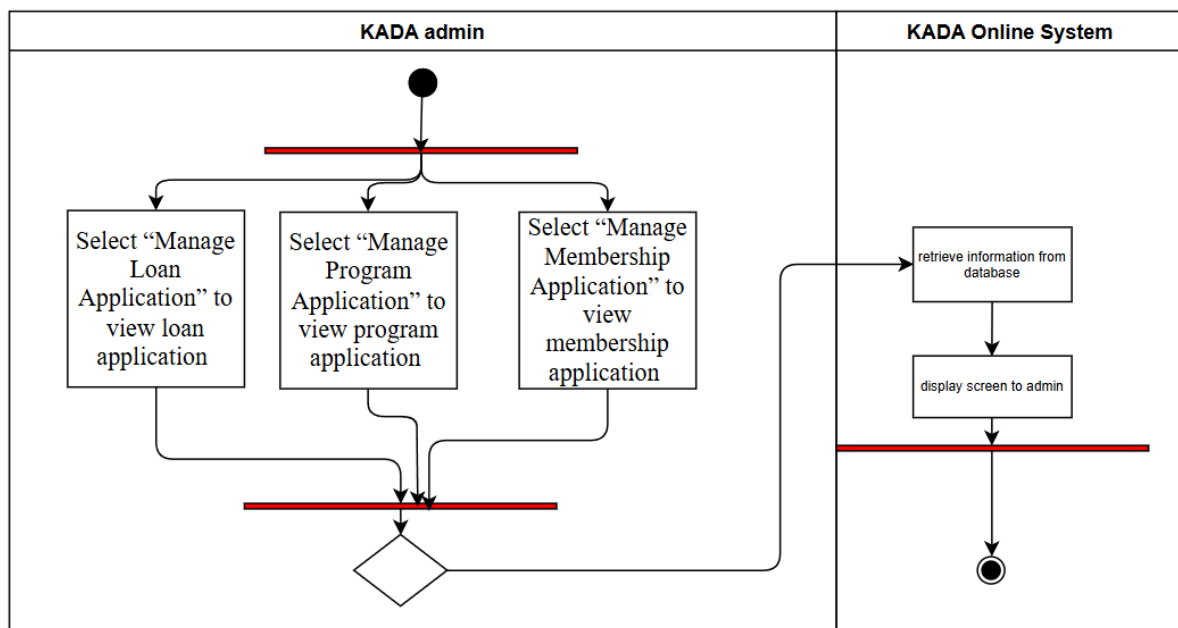 KADA admin
KADA Online System
Select “Manage
Loan
Application” to
view loan
application
Select “Manage
Program
Application” to
view program
application
Select “Manage
Membership
Application” to
view
membership
application
retrieve information from
database
display screen to admin